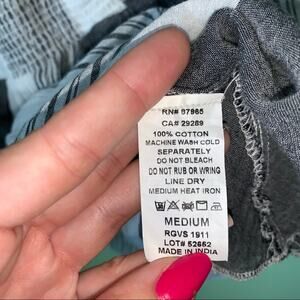 RN# 87965
CA# 29289
100% COTTON
MACHINE WASH COLD
SEPARATELY
DO NOT BLEACH
DO NOT RUB OR WRING
LINE DRY
MEDIUM HEAT IRON
MEDIUM
RGVS 1911
LOT# 52652
MADE IN INDIA